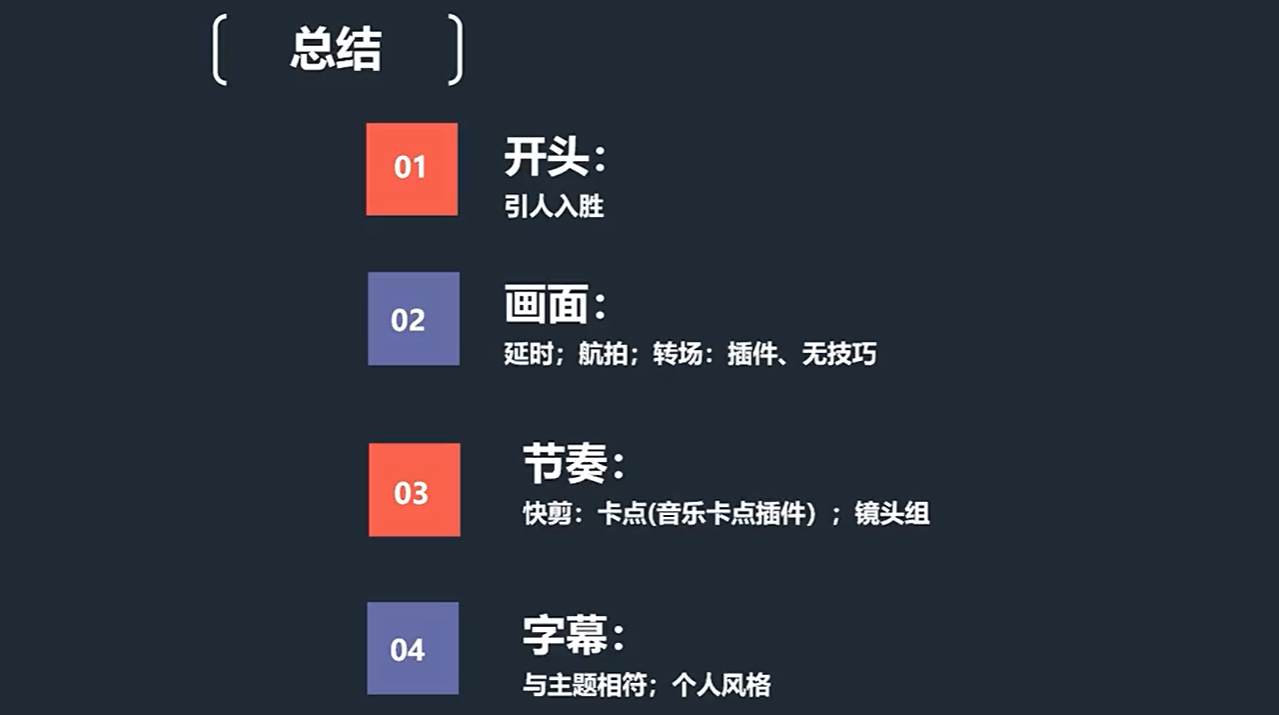 总结
01
开头：
引人入胜
02
画面：
延时；航拍；转场：插件、无技巧
03
节奏：
快剪：卡点(音乐卡点插件）；镜头组
04
字幕：
与主题相符；个人风格